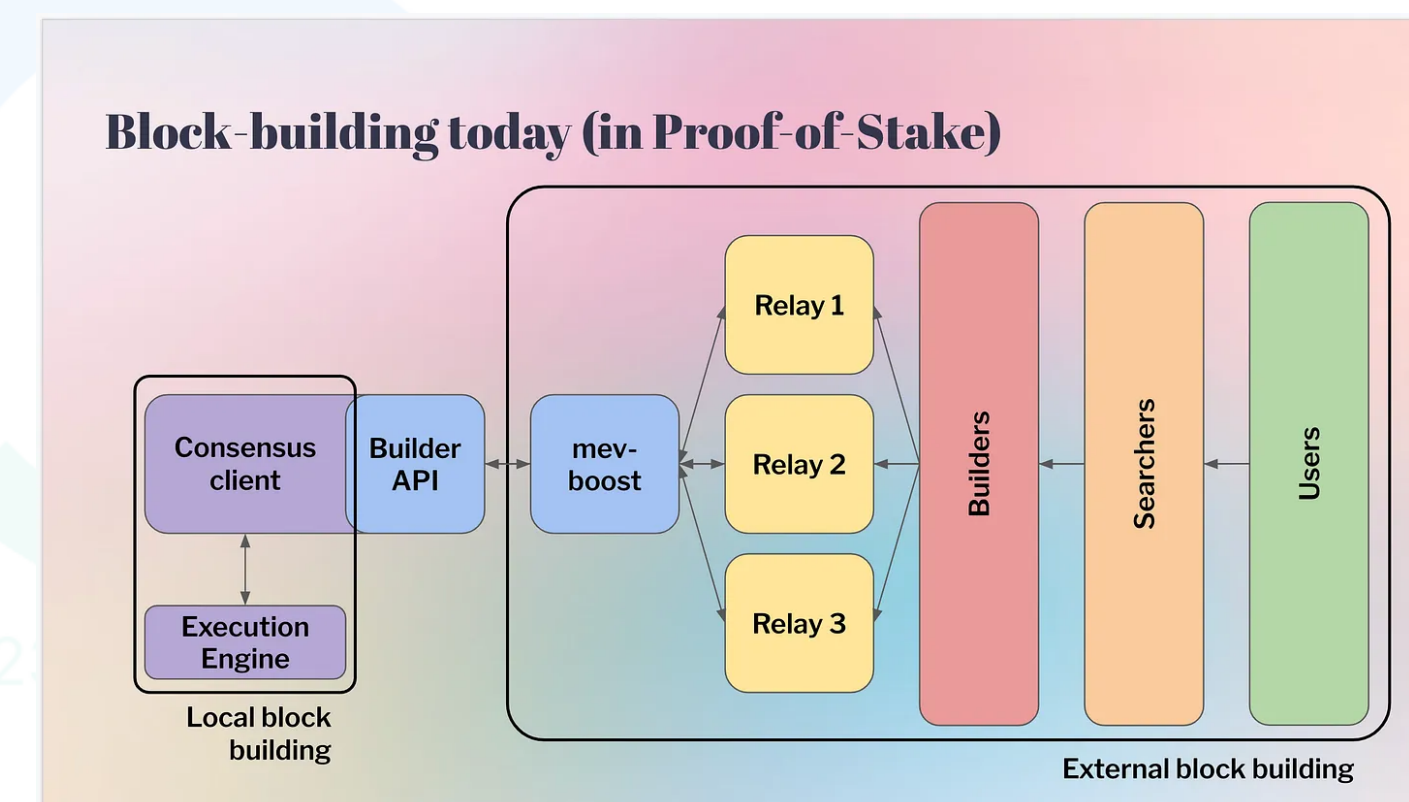 Block-building today (in Proof-of-Stake)
Consensus
client
Builder
API
mev-
boost
Relay 1
Relay 2
Relay 3
Builders
Searchers
Users
Execution
Engine
Local block
building
External block building